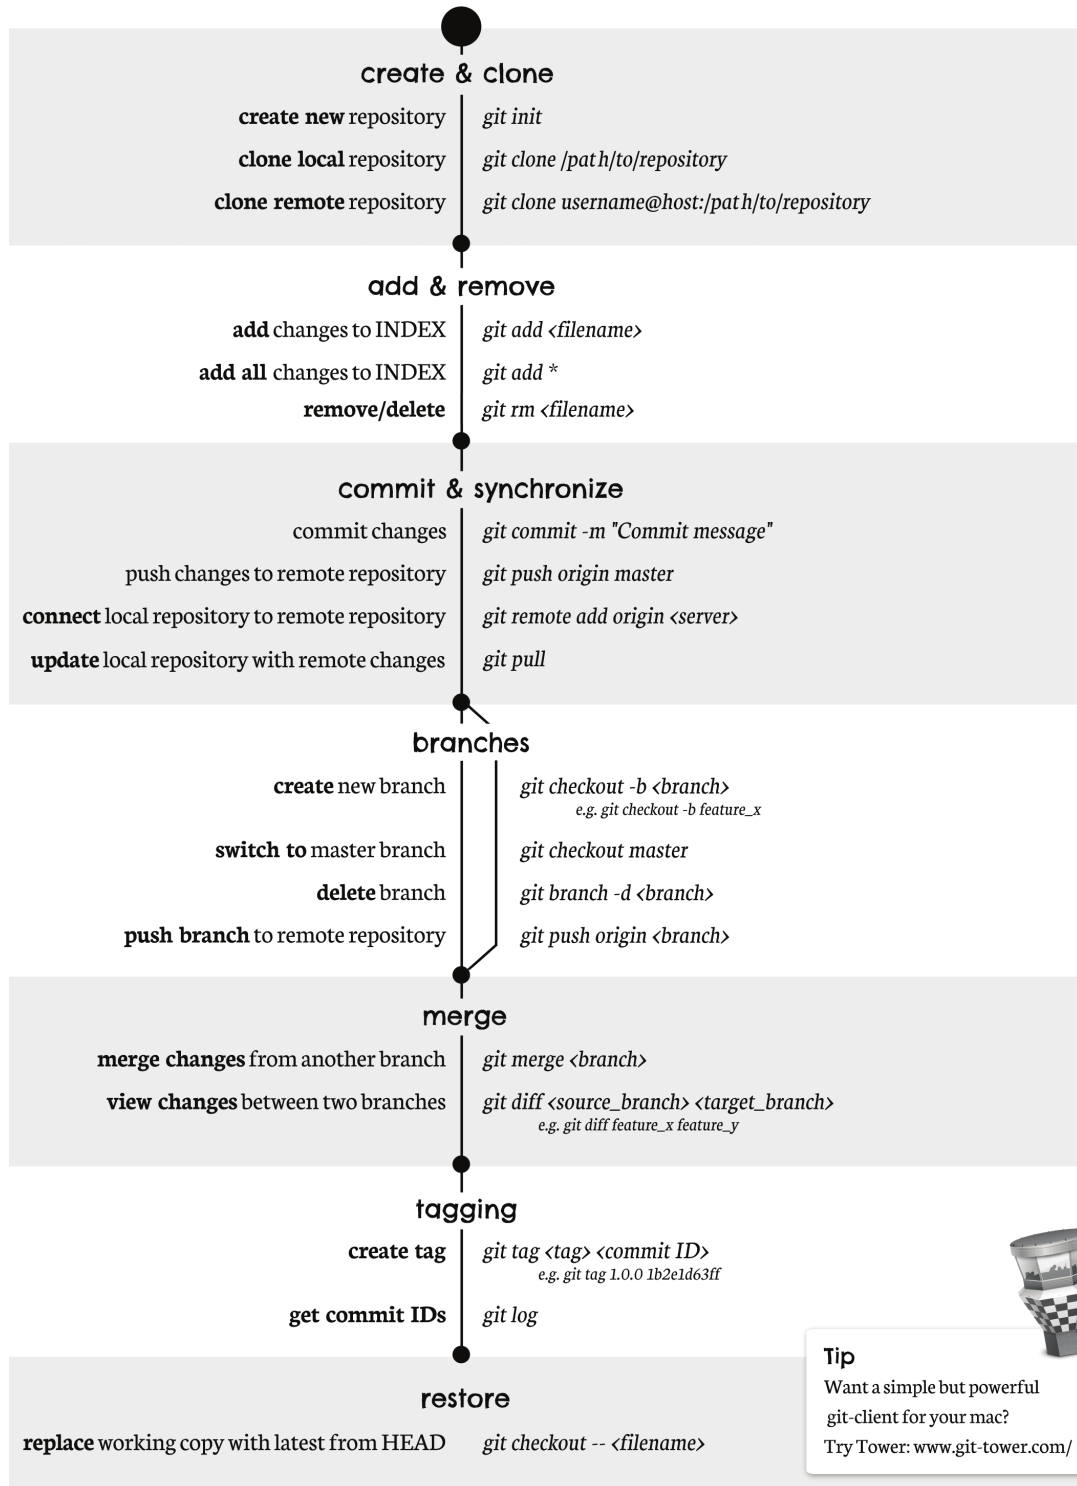 create & clone
create new repository git init
clone local repository git clone /path/to/repository
clone remote repository git clone username@host:/path/to/repository
add & remove
add changes to INDEX git add <filename>
add all changes to INDEX git add *
remove/delete git rm <filename>
commit & synchronize
commit changes git commit -m "Commit message"
push changes to remote repository git push origin master
connect local repository to remote repository git remote add origin <server>
update local repository with remote changes git pull
branches
create new branch git checkout -b <branch>
e.g. git checkout -b feature_x
switch to master branch git checkout master
delete branch git branch -d <branch>
push branch to remote repository git push origin <branch>
merge
merge changes from another branch git merge <branch>
view changes between two branches git diff <source_branch> <target_branch>
e.g. git diff feature_x feature_y
tagging
create tag git tag <tag> <commit ID>
e.g. git tag 1.0.0 1b2e1d63ff
get commit IDs git log
restore
replace working copy with latest from HEAD git checkout -- <filename>
Tip
Want a simple but powerful
git-client for your mac?
Try Tower: www.git-tower.com/